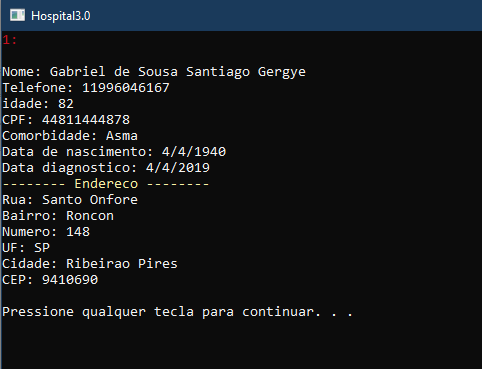 Hospital3.0
1:
Nome: Gabriel de Sousa Santiago Gergye
Telefone: 11996046167
idade: 82
CPF: 44811444878
Comorbidade: Asma
Data de nascimento: 4/4/1940
Data diagnostico: 4/4/2019
-------- Endereco --------
Rua: Santo Onfore
Bairro: Roncon
Numero: 148
UF: SP
Cidade: Ribeirao Pires
CEP: 9410690
Pressione qualquer tecla para continuar. . .